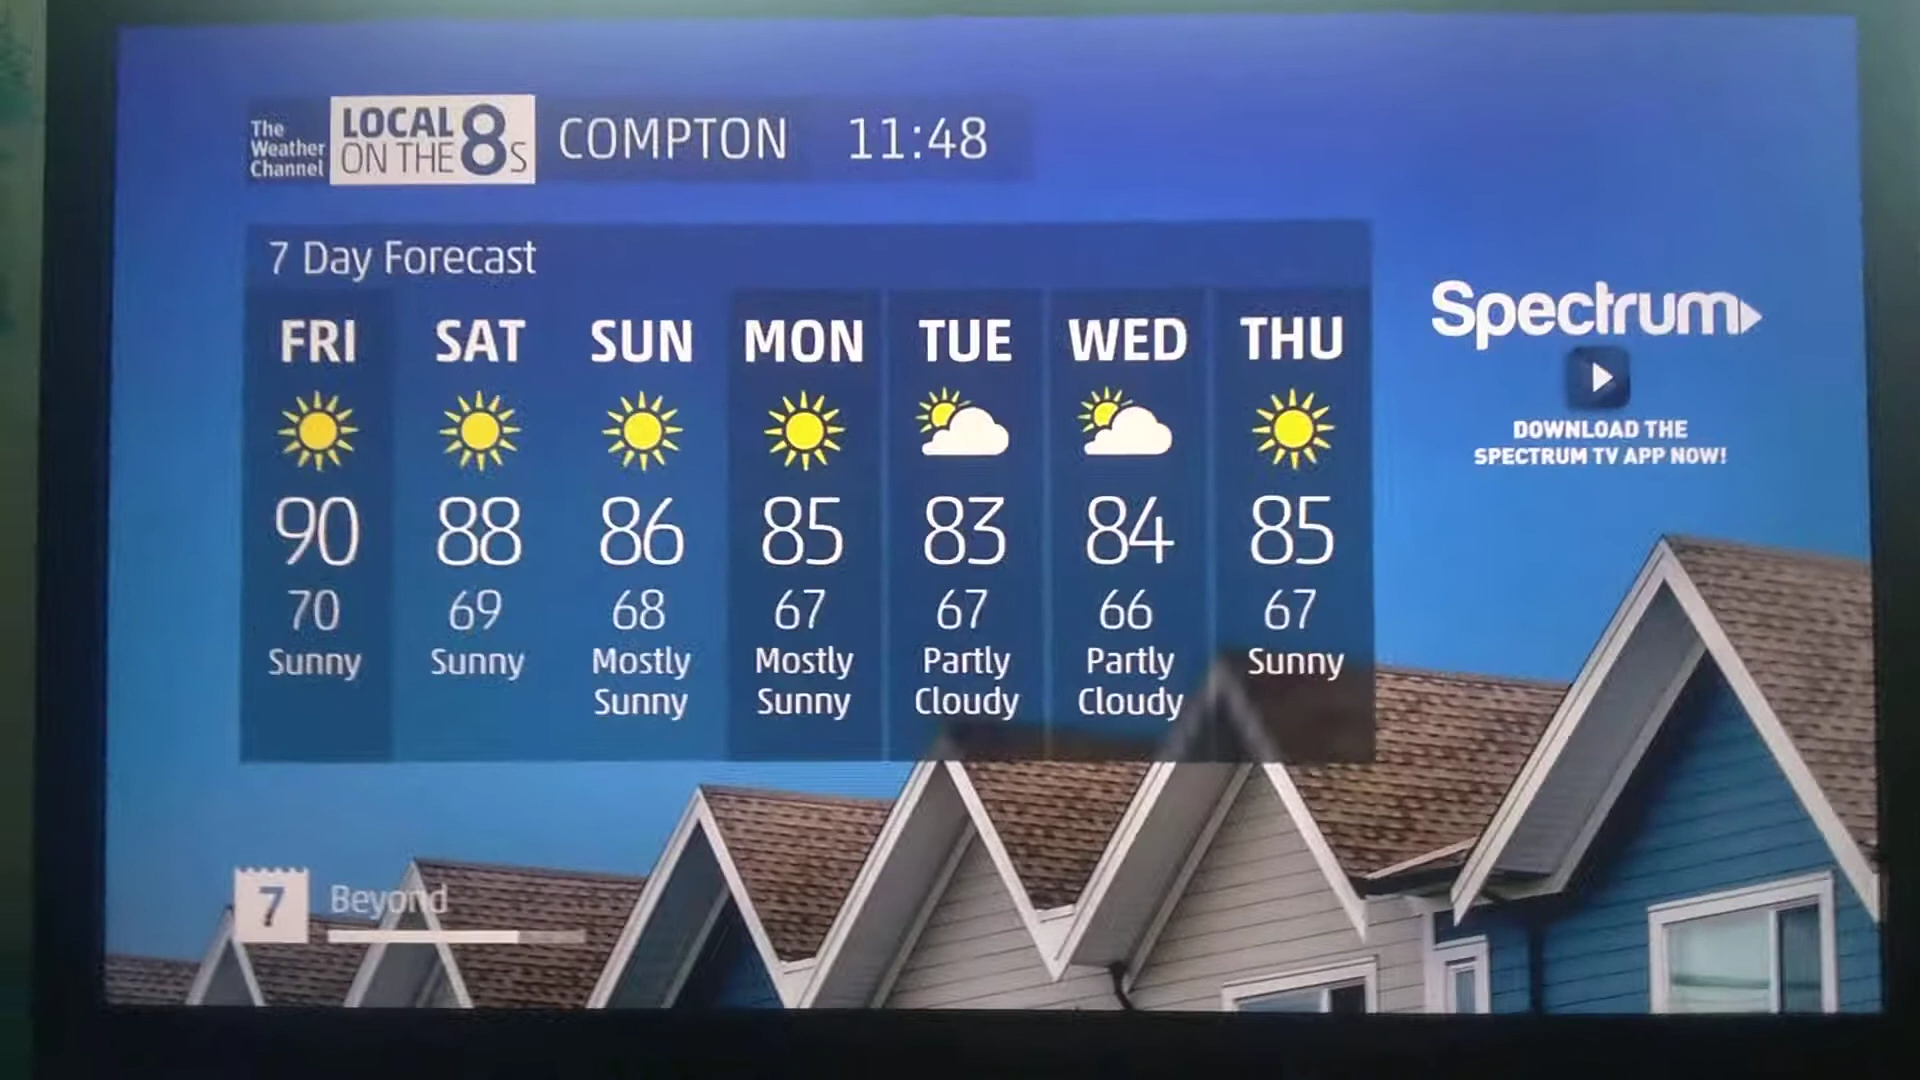 The
Weather
Channel
LOCAL
ON THE 8s
COMPTON 11:48
7 Day Forecast
FRI SAT SUN MON TUE WED THU
90 88 86 85 83 84 85
70 69 68 67 67 66 67
Sunny Sunny Mostly Mostly Partly Partly Sunny
Sunny Sunny Cloudy Cloudy
Spectrum
DOWNLOAD THE
SPECTRUM TV APP NOW!
7 Beyond